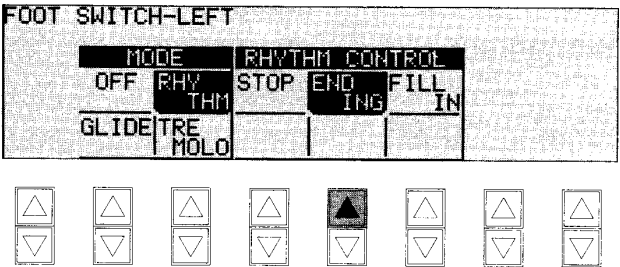 FOOT SWITCH-LEFT
MODE RHYTHM CONTROL
OFF RHY THM STOP END ING FILL IN
GLIDE TRE MOLO